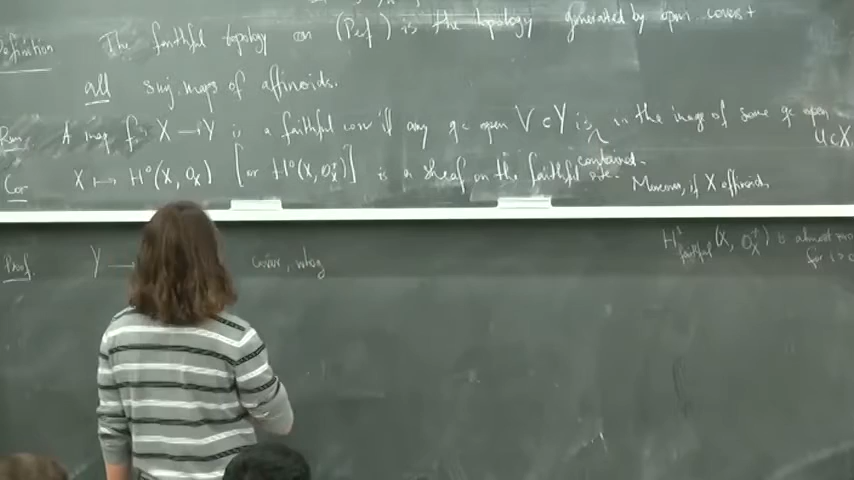 Definition The faithful topology on (Perf) is the topology generated by open covers +
all surj. maps of affinoids.
A map f: X → Y is a faithful cover iff any qc open V ⊂ Y is contained in the image of some qc open U ⊂ X
Cor X ↦ H⁰(X, O_X) [or H⁰(X, O_X⁺)] is a sheaf on the faithful site. Moreover, if X affinoid,
H^i_faithful (X, O_X⁺) is almost zero for i > 0
Proof. Y → cover, wlog